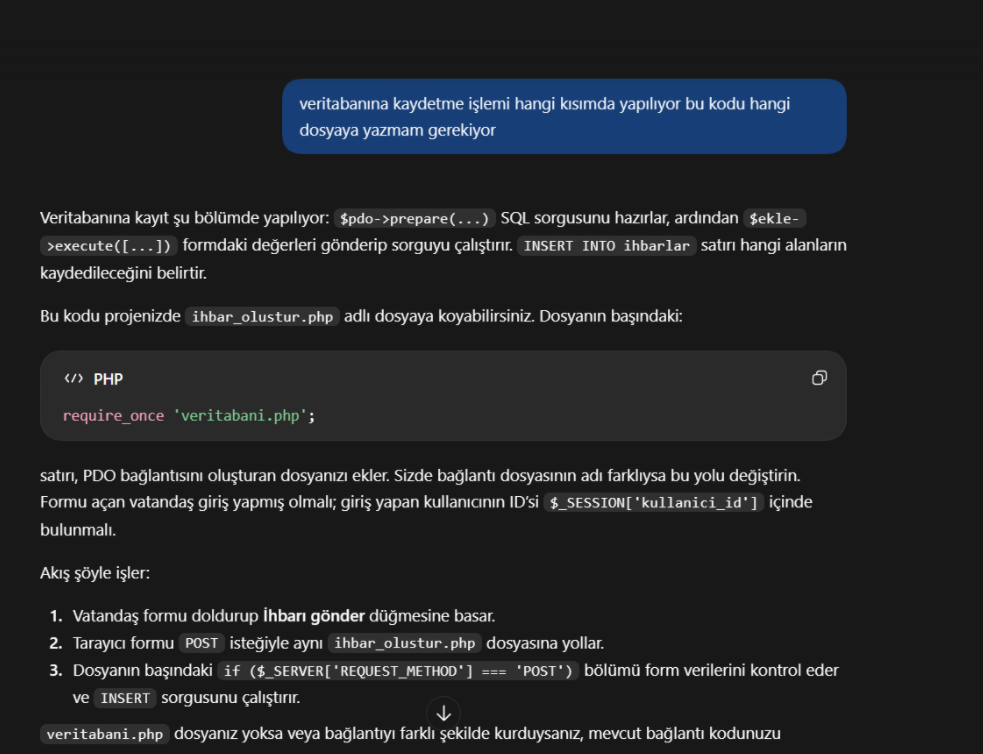 veritabanına kaydetme işlemi hangi kısımda yapılıyor bu kodu hangi
dosyaya yazmam gerekiyor
Veritabanına kayıt şu bölümde yapılıyor: $pdo->prepare(...) SQL sorgusunu hazırlar, ardından $ekle-
>execute([...]) formdaki değerleri gönderip sorguyu çalıştırır. INSERT INTO ihbarlar satırı hangi alanların
kaydedileceğini belirtir.
Bu kodu projenizde ihbar_olustur.php adlı dosyaya koyabilirsiniz. Dosyanın başındaki:
</> PHP
require_once 'veritabani.php';
satırı, PDO bağlantısını oluşturan dosyanızı ekler. Sizde bağlantı dosyasının adı farklıysa bu yolu değiştirin.
Formu açan vatandaş giriş yapmış olmalı; giriş yapan kullanıcının ID’si $_SESSION['kullanici_id'] içinde
bulunmalı.
Akış şöyle işler:
1. Vatandaş formu doldurup İhbarı gönder düğmesine basar.
2. Tarayıcı formu POST isteğiyle aynı ihbar_olustur.php dosyasına yollar.
3. Dosyanın başındaki if ($_SERVER['REQUEST_METHOD'] === 'POST') bölümü form verilerini kontrol eder
ve INSERT sorgusunu çalıştırır.
veritabani.php dosyanız yoksa veya bağlantıyı farklı şekilde kurduysanız, mevcut bağlantı kodunuzu